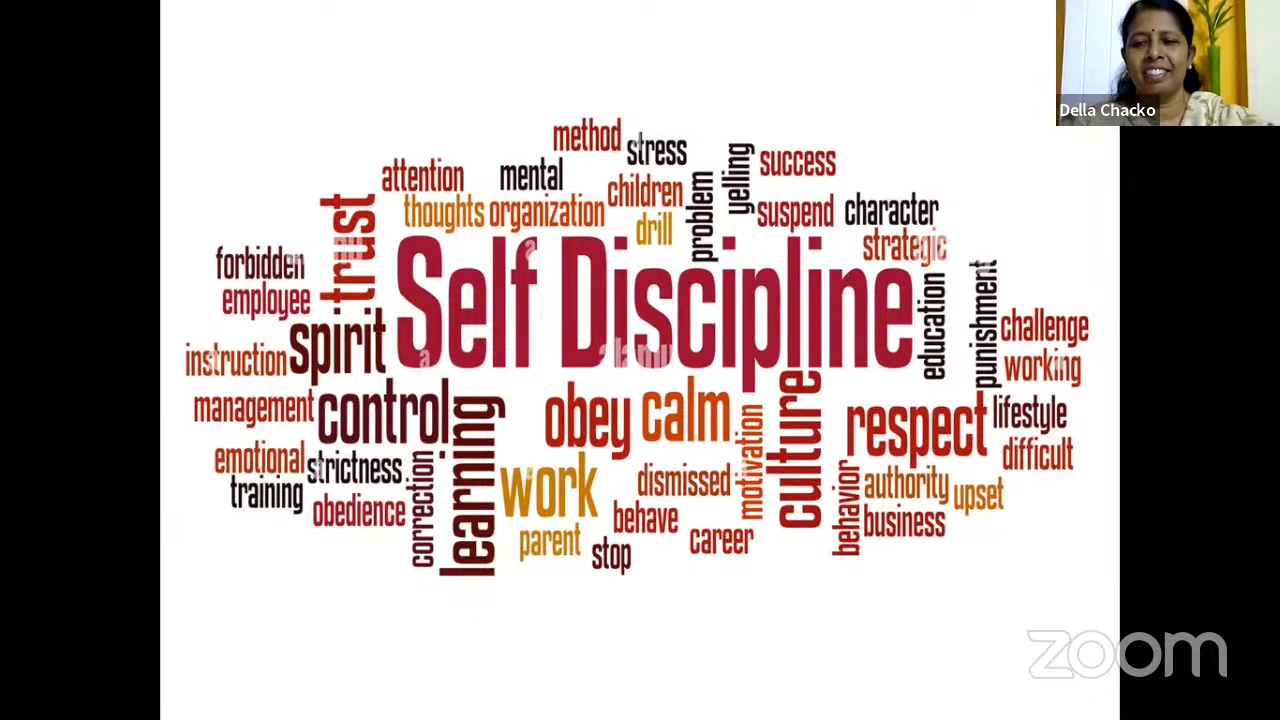 Della Chacko
method
stress
yelling
success
attention
mental
children
problem
suspend
character
trust
thoughts
organization
drill
strategic
forbidden
Self Discipline
education
punishment
employee
challenge
spirit
instruction
working
management
control
learning
obey
calm
motivation
culture
respect
lifestyle
difficult
emotional
strictness
correction
work
dismissed
behavior
authority
upset
training
obedience
behave
business
parent
stop
career
a
a
alamy
a
zoom